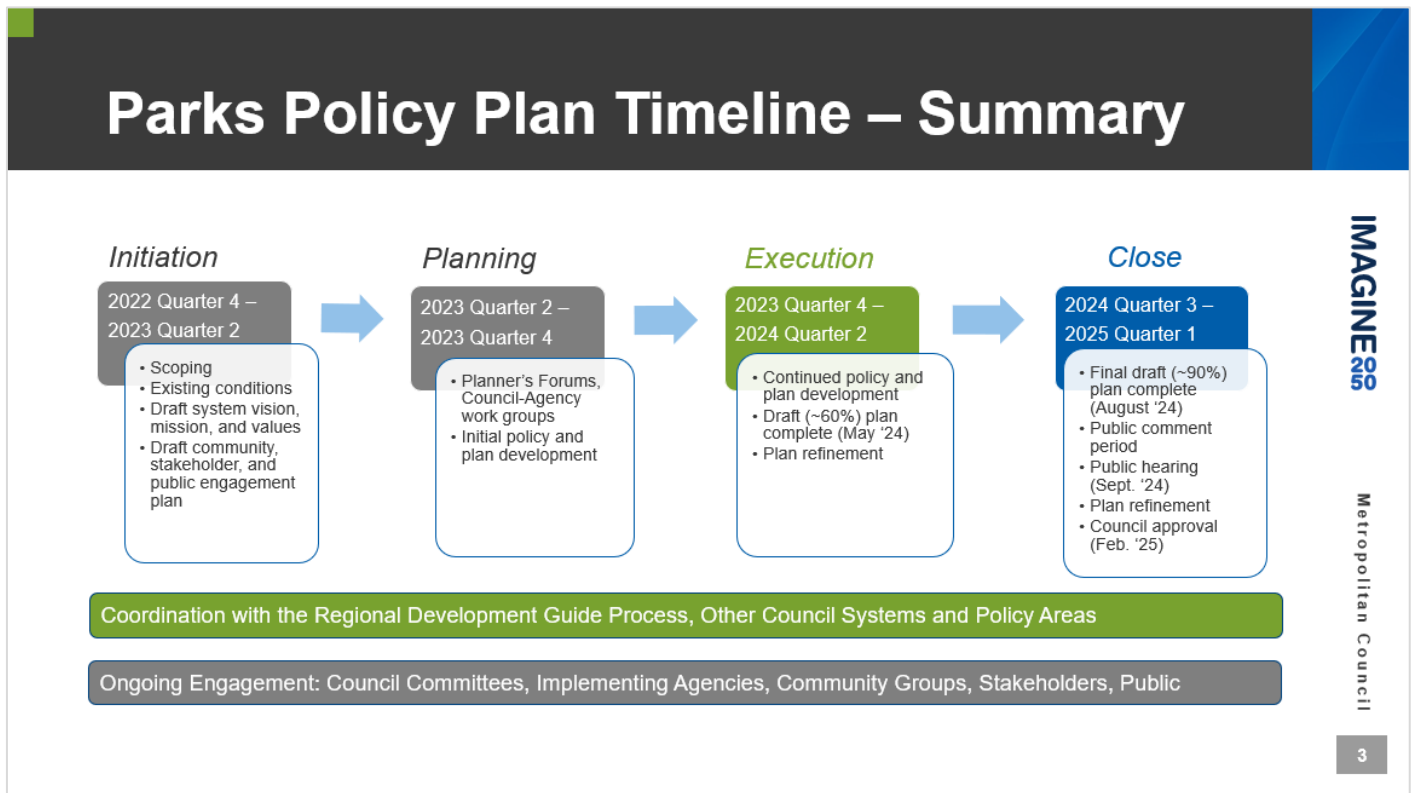 Parks Policy Plan Timeline – Summary
Initiation
2022 Quarter 4 –
2023 Quarter 2
• Scoping
• Existing conditions
• Draft system vision,
mission, and values
• Draft community,
stakeholder, and
public engagement
plan
Planning
2023 Quarter 2 –
2023 Quarter 4
• Planner’s Forums,
Council-Agency
work groups
• Initial policy and
plan development
Execution
2023 Quarter 4 –
2024 Quarter 2
• Continued policy and
plan development
• Draft (~60%) plan
complete (May ‘24)
• Plan refinement
Close
2024 Quarter 3 –
2025 Quarter 1
• Final draft (~90%)
plan complete
(August ‘24)
• Public comment
period
• Public hearing
(Sept. ‘24)
• Plan refinement
• Council approval
(Feb. ‘25)
Coordination with the Regional Development Guide Process, Other Council Systems and Policy Areas
Ongoing Engagement: Council Committees, Implementing Agencies, Community Groups, Stakeholders, Public
IMAGINE 2050
Metropolitan Council
3